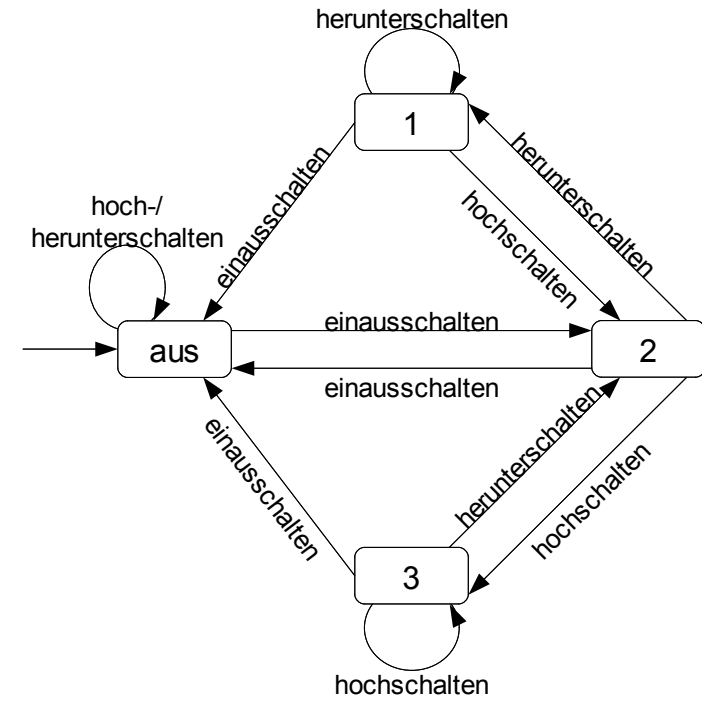 herunterschalten
1
herunterschalten
einausschalten
hochschalten
hoch-/
herunterschalten
einausschalten
aus
2
einausschalten
einausschalten
herunterschalten
hochschalten
3
hochschalten